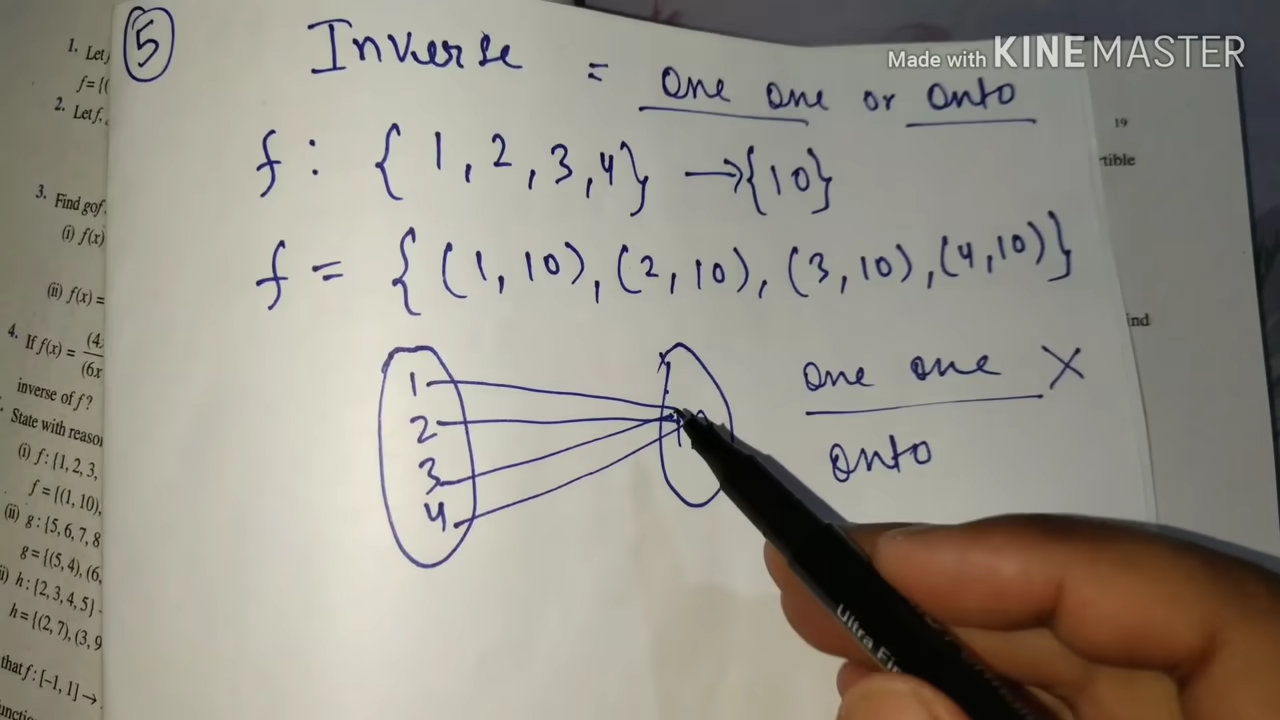 5
Inverse = one one or onto
f : { 1, 2, 3, 4} → {10}
f = { (1, 10), (2, 10), (3, 10), (4, 10)}
1
2
3
4
one one X
onto
Made with KINEMASTER
1. Let
f={(
2. Let f,
3. Find gof
(i) f(x)
(ii) f(x) =
4. If f(x) = (4
(6x
inverse of f?
State with reaso
(i) f : {1, 2, 3,
f = {(1, 10),
(ii) g : {5, 6, 7, 8
g = {(5, 4), (6,
i) h : {2, 3, 4, 5}
h = {(2, 7), (3, 9
that f : [–1, 1] →
19
tible
ind
Ultra Fi